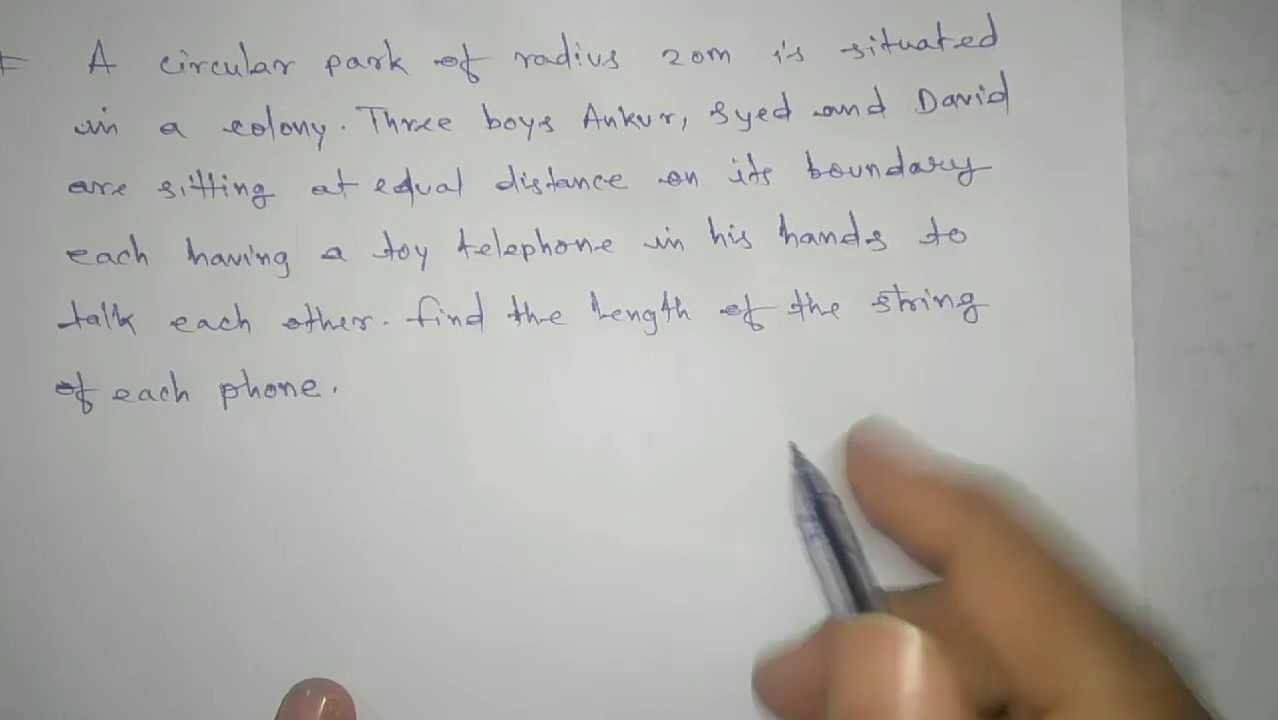 A circular park of radius 20m is situated
in a colony. Three boys Ankur, Syed and David
are sitting at equal distance on its boundary
each having a toy telephone in his hands to
talk each other. find the length of the string
of each phone.